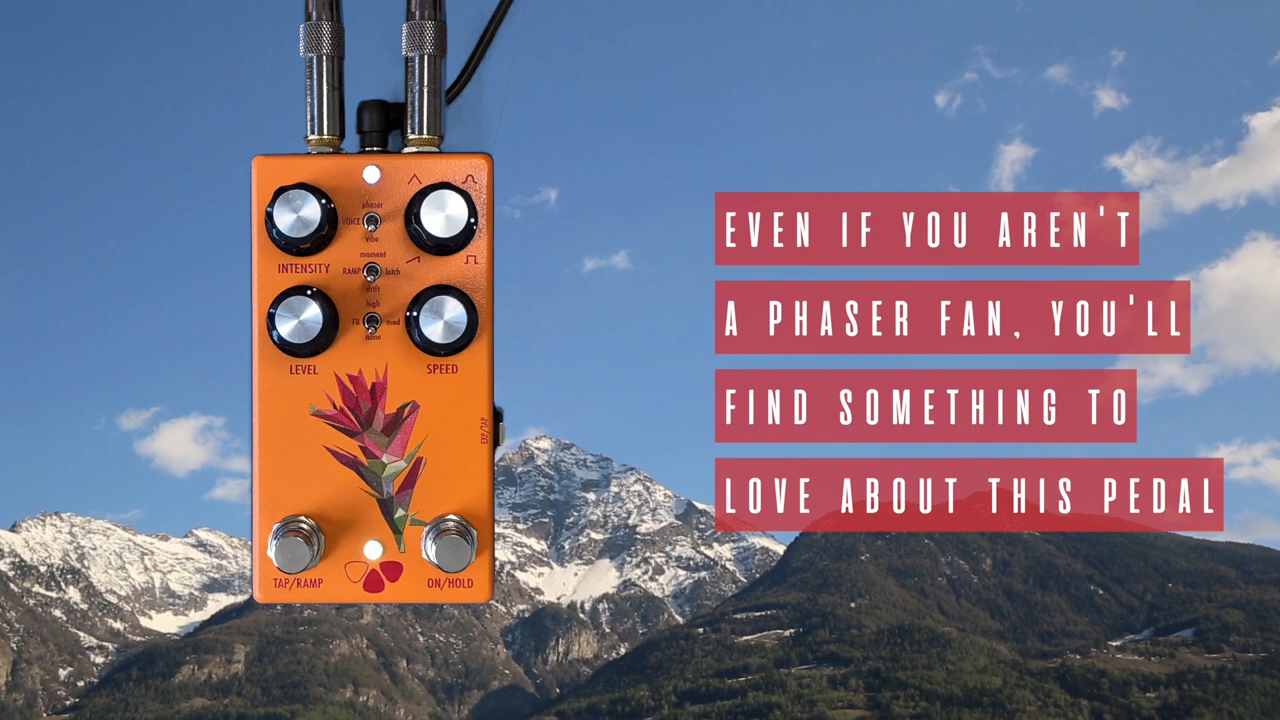 phaser
VOICE
vibe
INTENSITY
moment
RAMP latch
drift
high
FB mod
none
LEVEL
SPEED
EXP/TAP
TAP/RAMP
ON/HOLD
EVEN IF YOU AREN'T
A PHASER FAN, YOU'LL
FIND SOMETHING TO
LOVE ABOUT THIS PEDAL